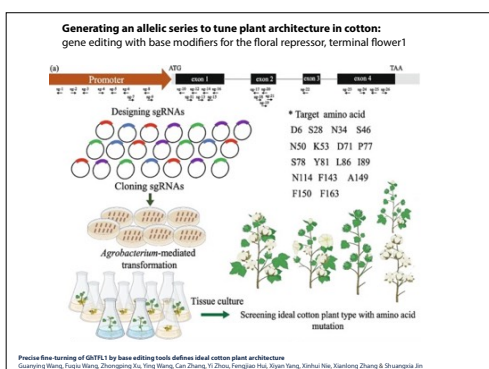 Generating an allelic series to tune plant architecture in cotton:
gene editing with base modifiers for the floral repressor, terminal flower1
(a)
ATG
TAA
Promoter
exon 1
exon 2
exon 3
exon 4
Designing sgRNAs
* Target amino acid
D6 S28 N34 S46
N50 K53 D71 P77
S78 Y81 L86 I89
N114 F143 A149
F150 F163
Cloning sgRNAs
Agrobacterium-mediated
transformation
Tissue culture
Screening ideal cotton plant type with amino acid
mutation
Precise fine-turning of GhTFL1 by base editing tools defines ideal cotton plant architecture
Guanying Wang, Fuqiu Wang, Zhongping Xu, Ying Wang, Can Zhang, Yi Zhou, Fengjiao Hui, Xiyan Yang, Xinhui Nie, Xianlong Zhang & Shuangxia Jin